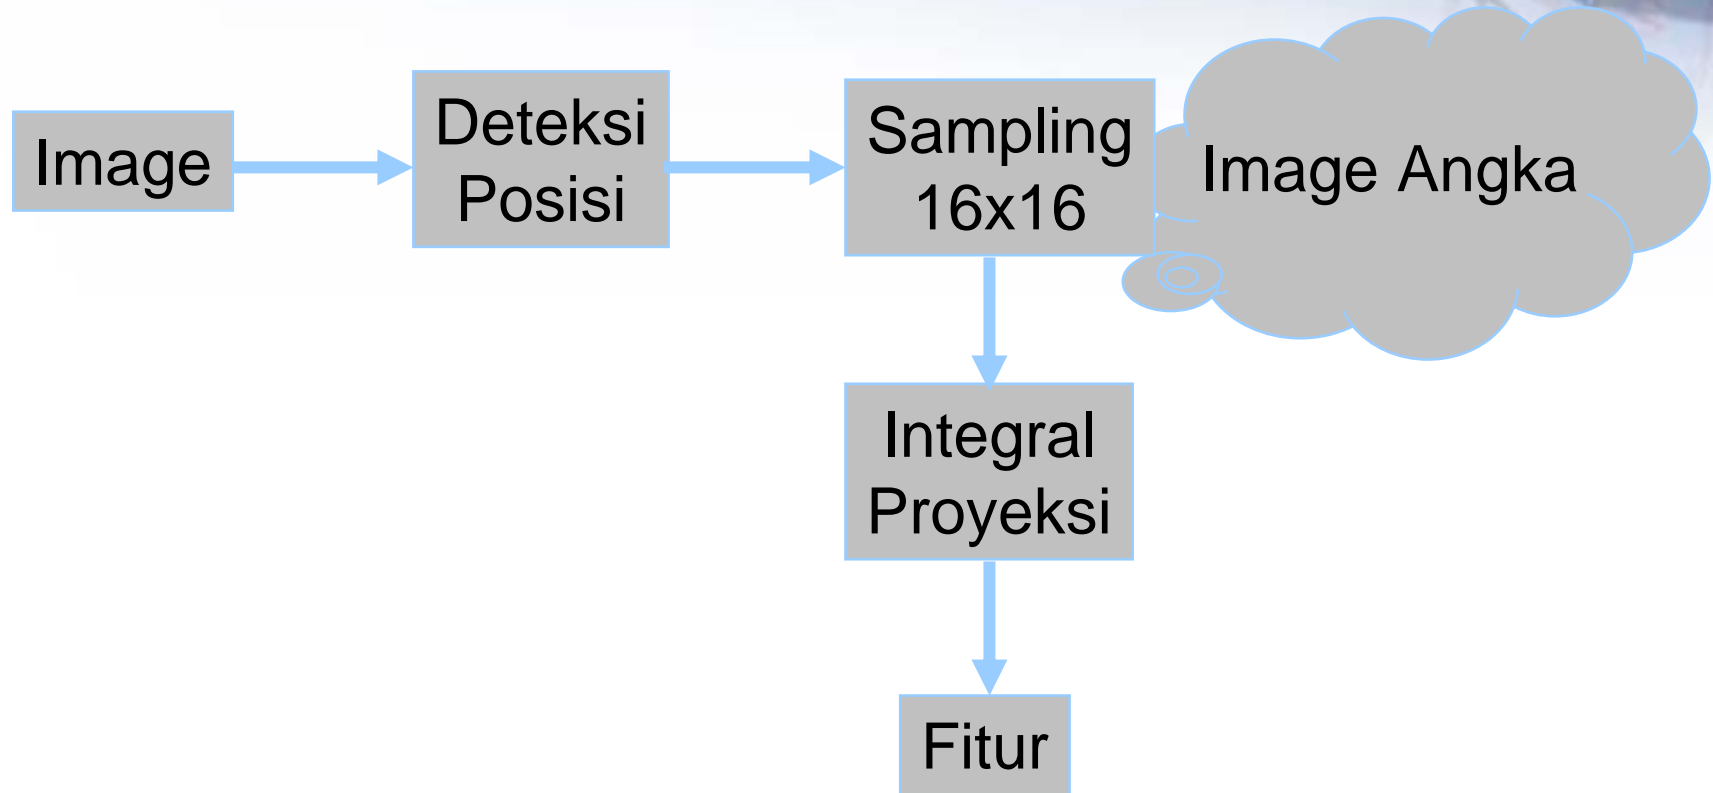 Image
Deteksi
Posisi
Sampling
16x16
Image Angka
Integral
Proyeksi
Fitur